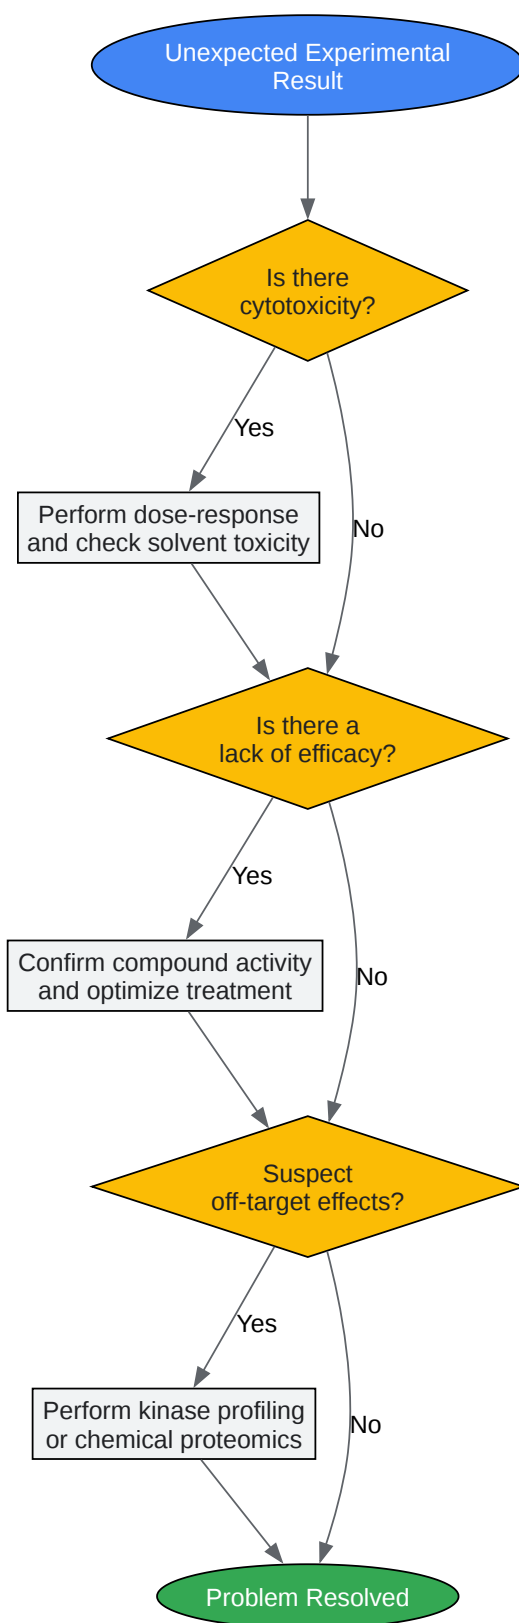 Unexpected Experimental
Result
Is there
cytotoxicity?
Yes
Perform dose-response
and check solvent toxicity
No
Is there a
lack of efficacy?
Yes
Confirm compound activity
and optimize treatment
No
Suspect
off-target effects?
Yes
Perform kinase profiling
or chemical proteomics
No
Problem Resolved